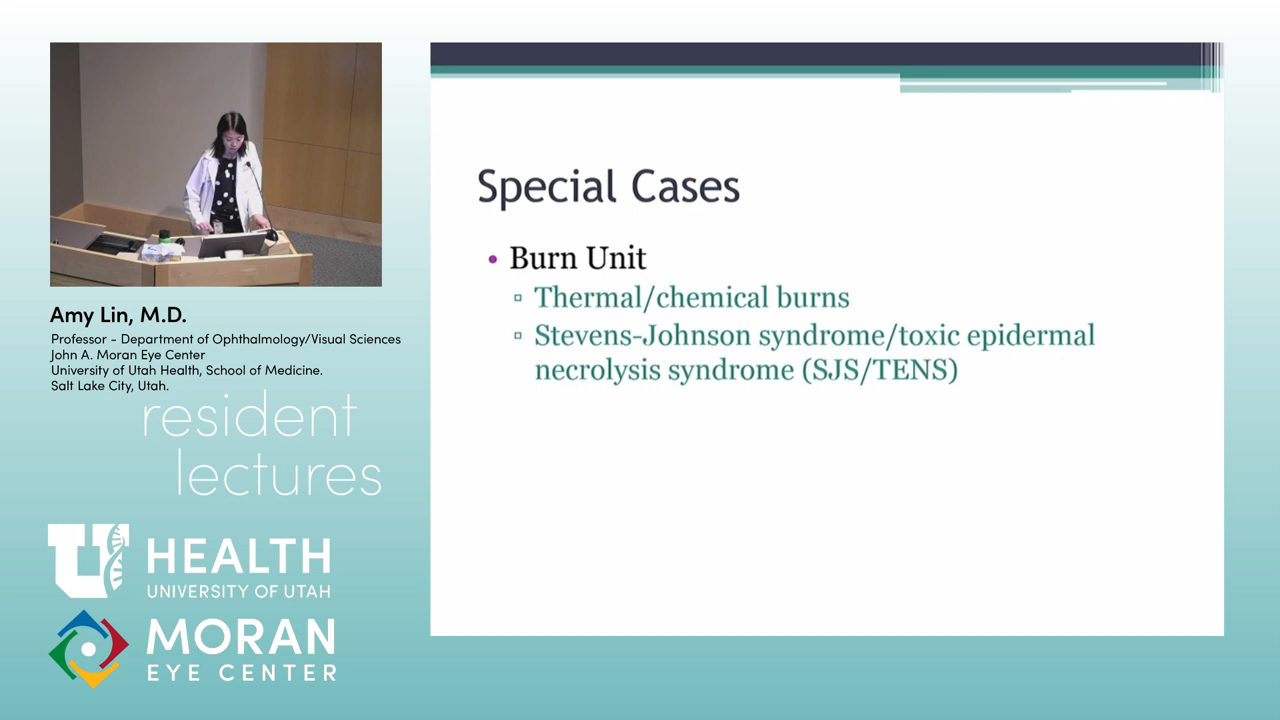 Amy Lin, M.D.
Professor - Department of Ophthalmology/Visual Sciences
John A. Moran Eye Center
University of Utah Health, School of Medicine.
Salt Lake City, Utah.
resident
lectures
U HEALTH
UNIVERSITY OF UTAH
MORAN
EYE CENTER
Special Cases
• Burn Unit
▫ Thermal/chemical burns
▫ Stevens-Johnson syndrome/toxic epidermal
necrolysis syndrome (SJS/TENS)